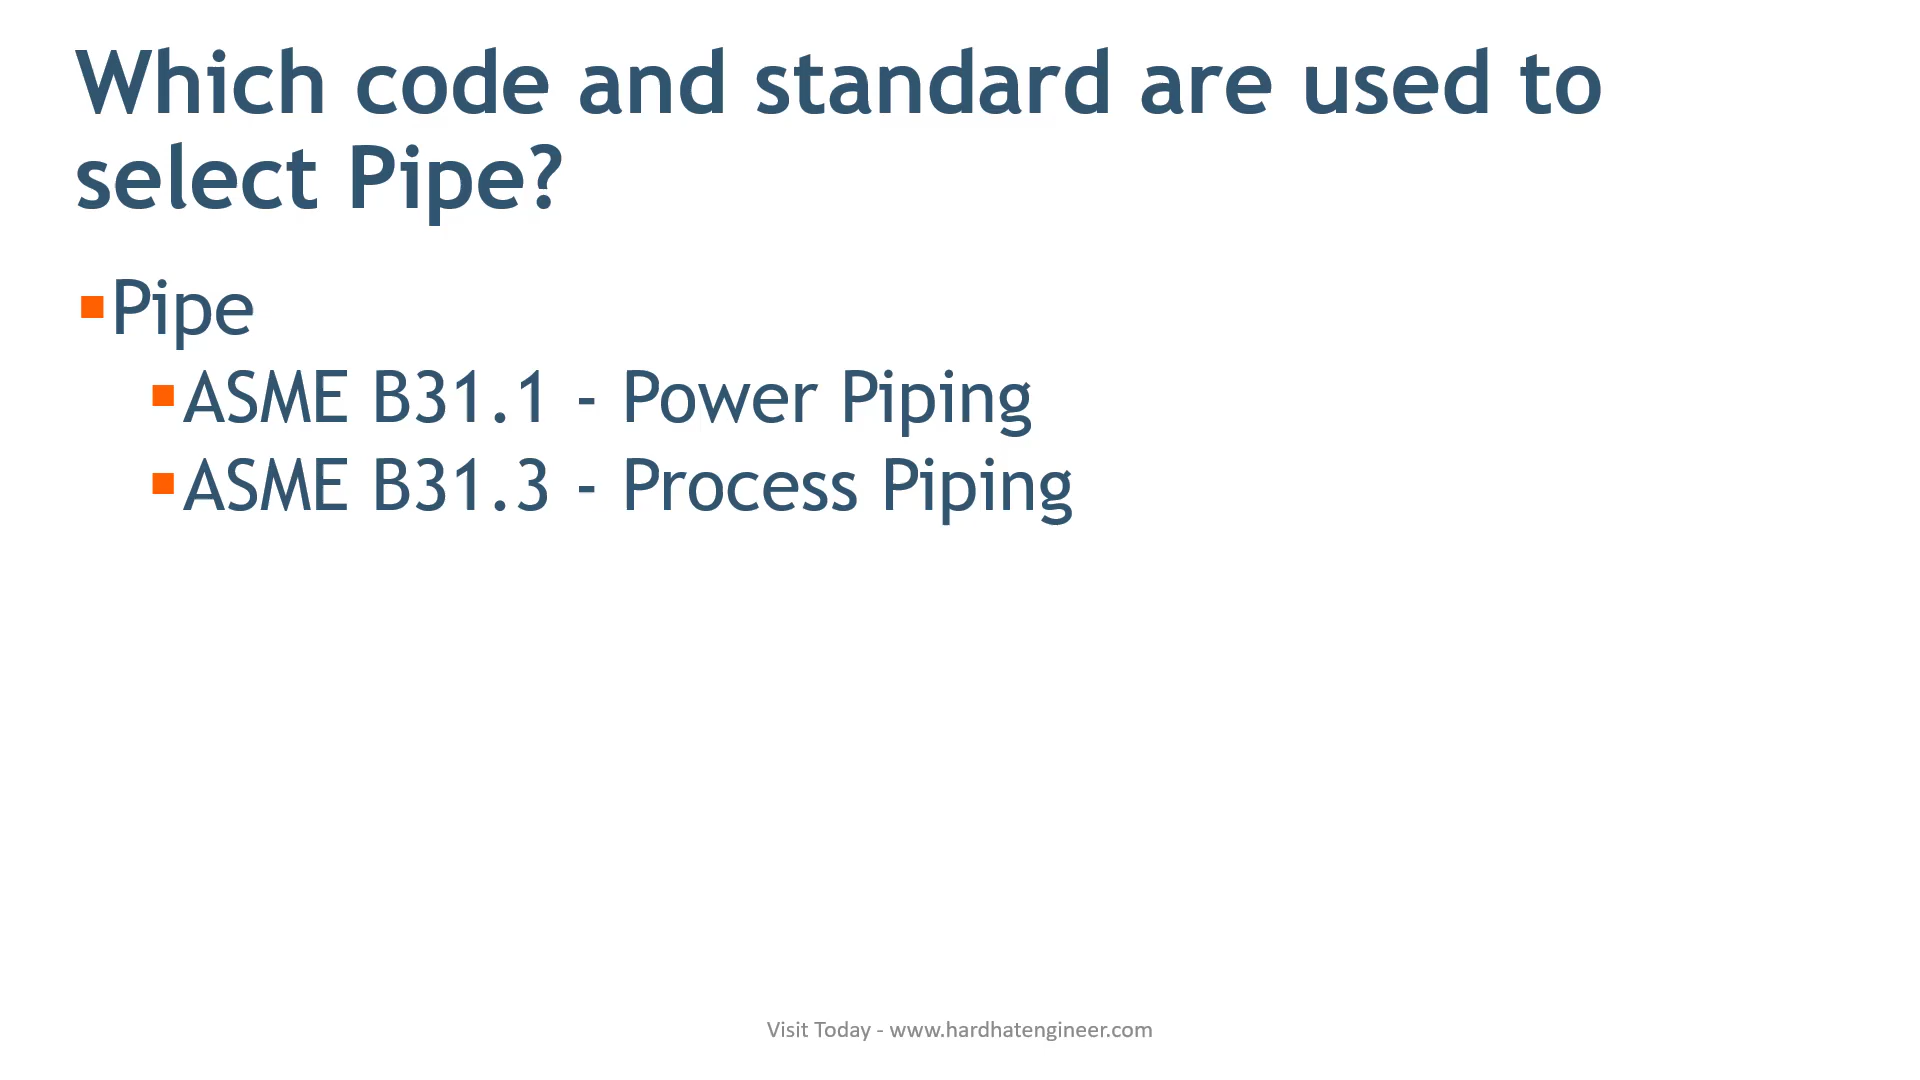 Which code and standard are used to
select Pipe?
Pipe
ASME B31.1 - Power Piping
ASME B31.3 - Process Piping
Visit Today - www.hardhatengineer.com